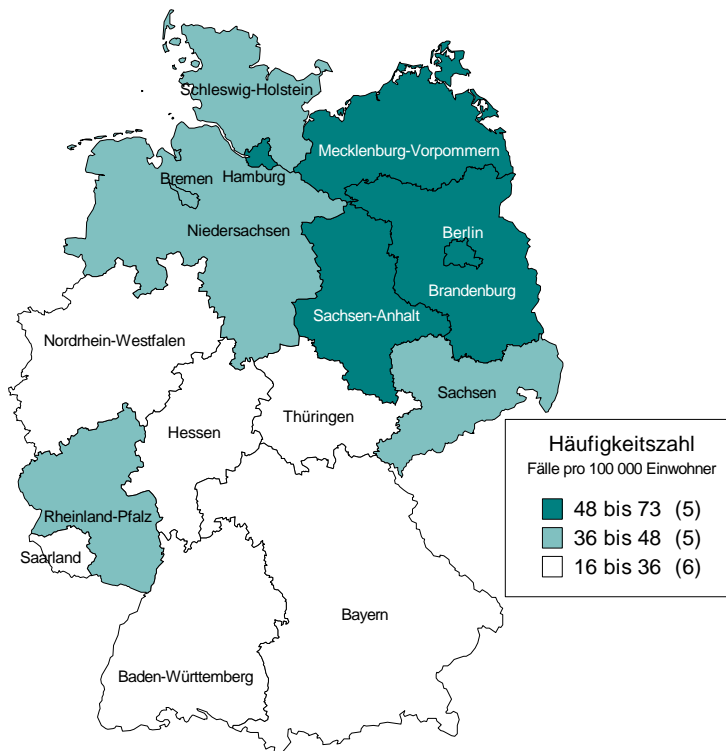 Schleswig-Holstein
Mecklenburg-Vorpommern
Bremen
Hamburg
Niedersachsen
Berlin
Brandenburg
Sachsen-Anhalt
Nordrhein-Westfalen
Sachsen
Thüringen
Hessen
Häufigkeitszahl
Fälle pro 100 000 Einwohner
48 bis 73 (5)
36 bis 48 (5)
16 bis 36 (6)
Rheinland-Pfalz
Saarland
Bayern
Baden-Württemberg